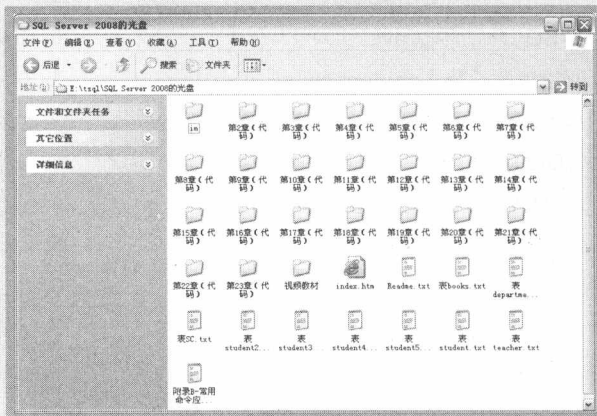 SQL Server 2008的光盘
文件(F) 编辑(E) 查看(V) 收藏(A) 工具(T) 帮助(H)
后退 搜索 文件夹
地址(D) E:\tsql\SQL Server 2008的光盘 转到
文件和文件夹任务
其它位置
详细信息
im 第2章(代码) 第3章(代码) 第4章(代码) 第5章(代码) 第6章(代码) 第7章(代码)
第8章(代码) 第9章(代码) 第10章(代码) 第11章(代码) 第12章(代码) 第13章(代码) 第14章(代码)
第15章(代码) 第16章(代码) 第17章(代码) 第18章(代码) 第19章(代码) 第20章(代码) 第21章(代码)
第22章(代码) 第23章(代码) 视频教材 index.htm Readme.txt 表books.txt 表departme...
表SC.txt 表student2... 表student3... 表student4... 表student5... 表student.txt 表teacher.txt
附录B-常用命令应...